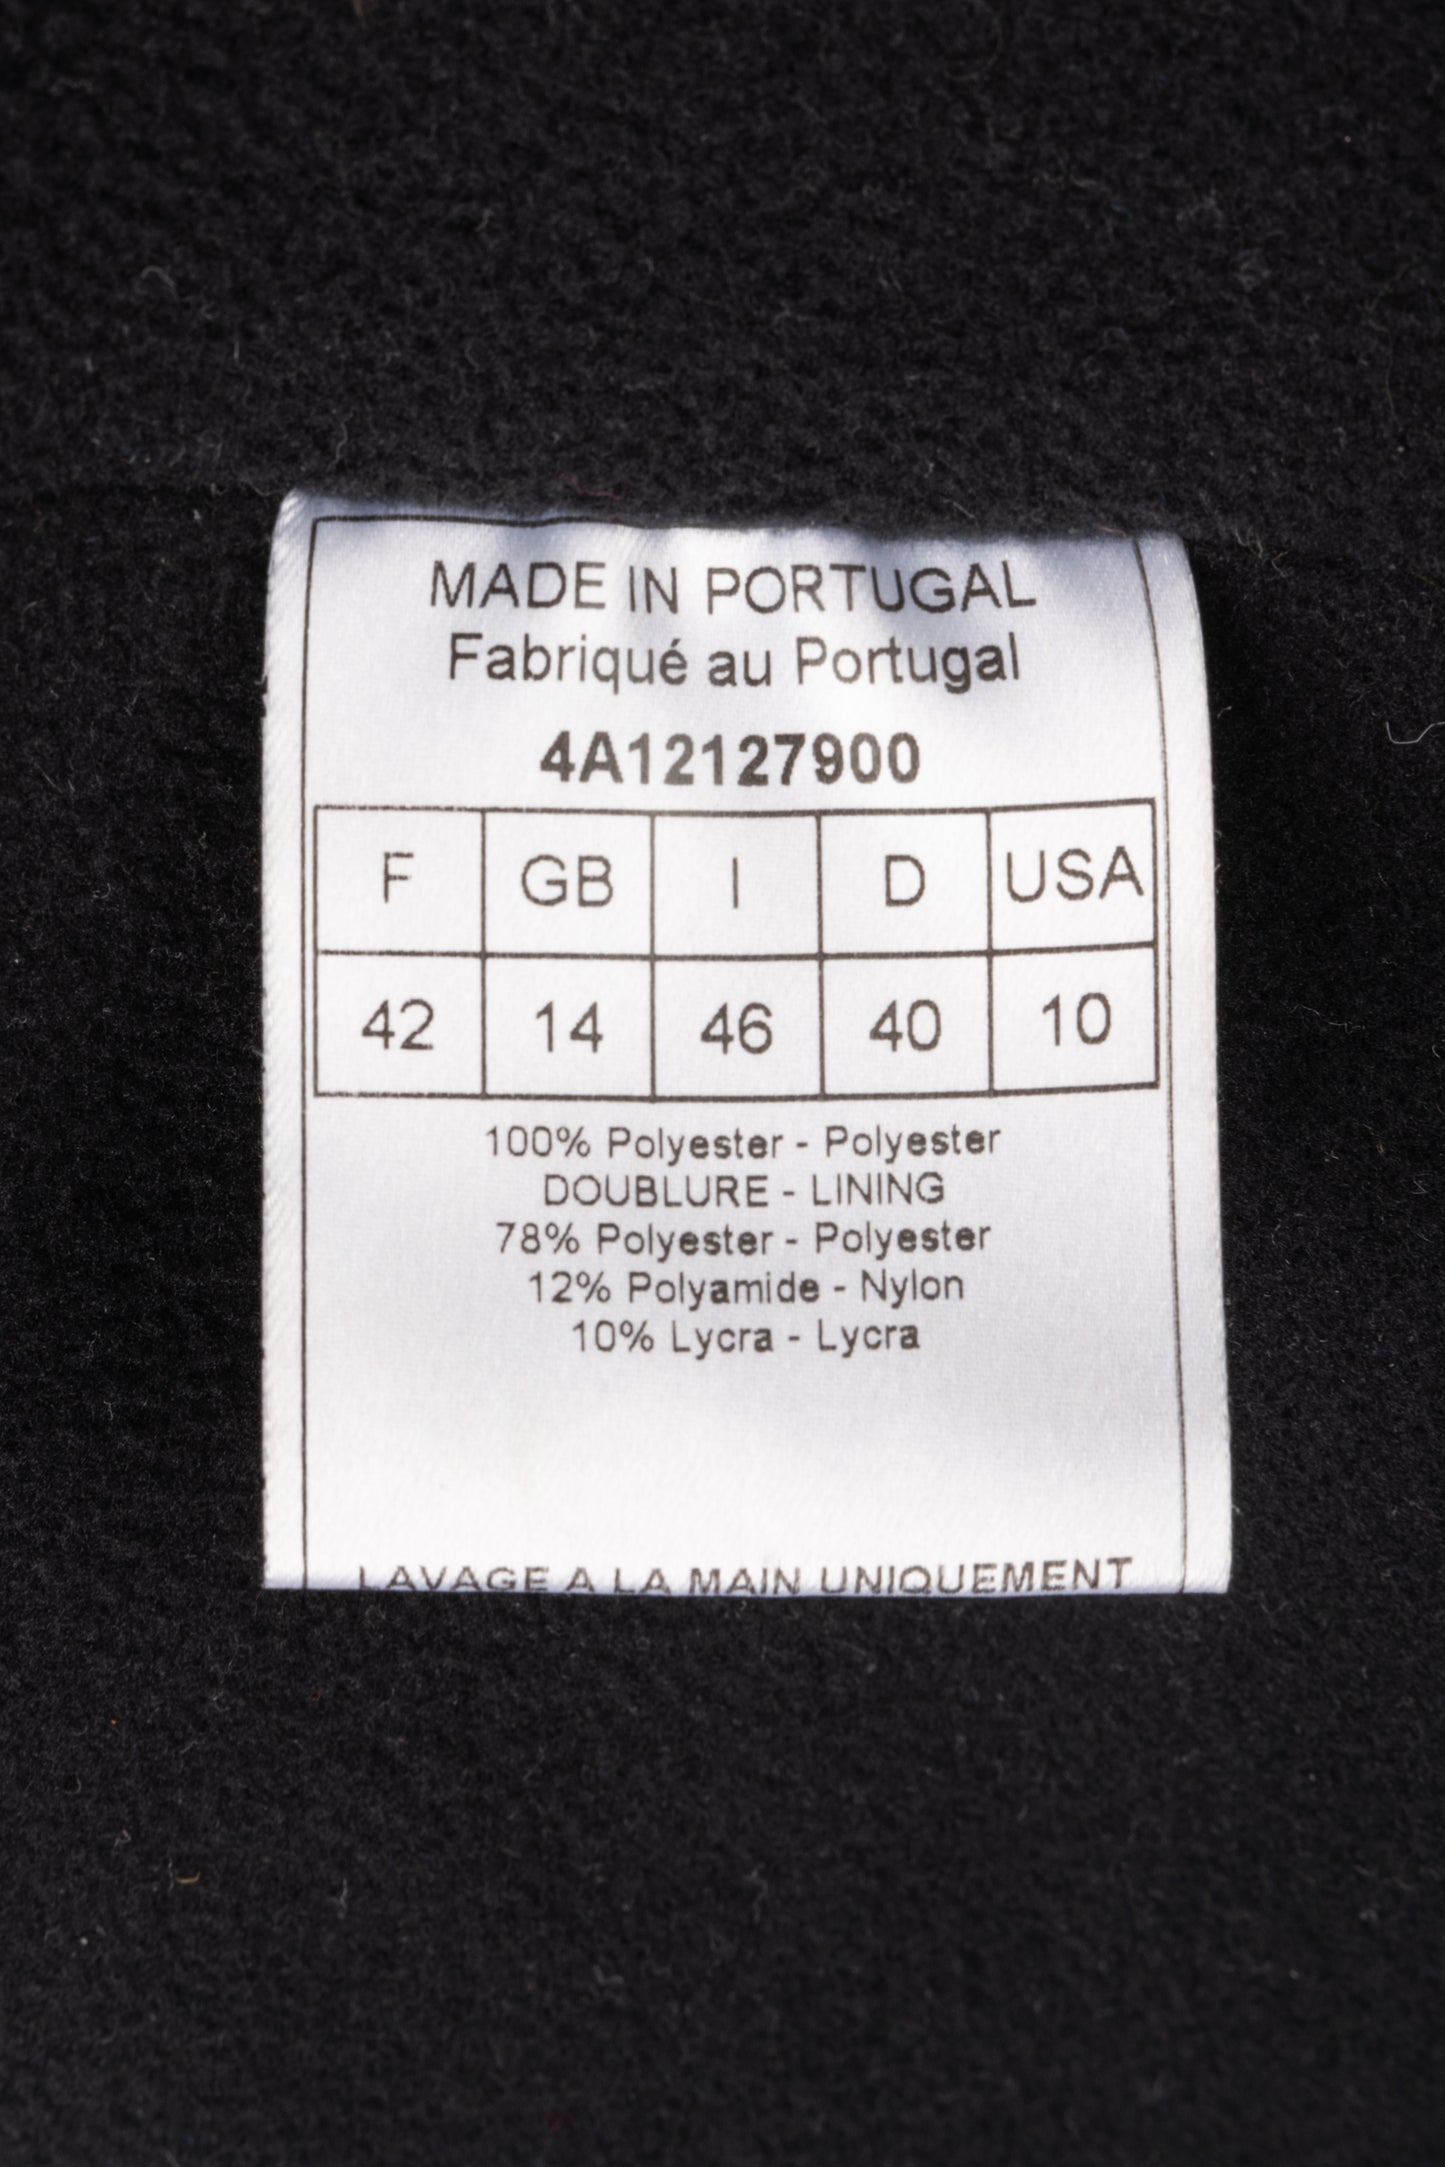 MADE IN PORTUGAL
Fabriqué au Portugal
4A12127900
F GB I D USA
42 14 46 40 10
100% Polyester - Polyester
DOUBLURE - LINING
78% Polyester - Polyester
12% Polyamide - Nylon
10% Lycra - Lycra
LAVAGE A LA MAIN UNIQUEMENT